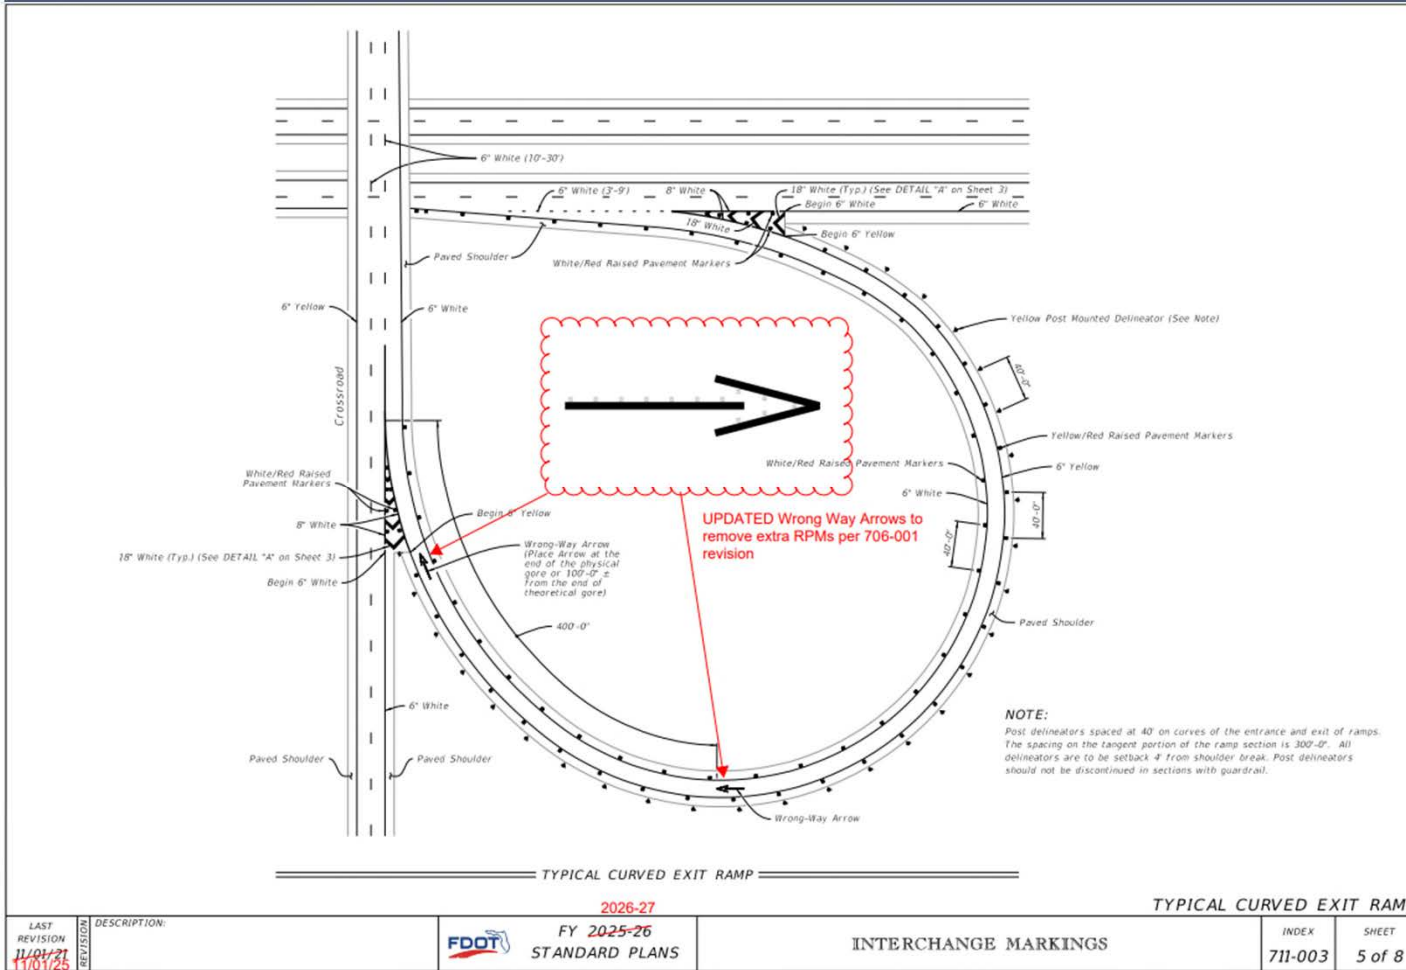 6" White (10'-30')
6" White (3'-9')
8" White
18" White (Typ.) (See DETAIL "A" on Sheet 3)
Begin 6" White
6" White
18" White
Begin 6" Yellow
Paved Shoulder
White/Red Raised Pavement Markers
6" Yellow
6" White
Yellow Post Mounted Delineator (See Note)
40'-0"
Crossroad
Yellow/Red Raised Pavement Markers
White/Red Raised Pavement Markers
6" Yellow
6" White
White/Red Raised
Pavement Markers
40'-0"
40'-0"
8" White
Begin 6" Yellow
UPDATED Wrong Way Arrows to
remove extra RPMs per 706-001
revision
18" White (Typ.) (See DETAIL "A" on Sheet 3)
Wrong-Way Arrow
(Place Arrow at the
end of the physical
gore or 100'-0" ±
from the end of
theoretical gore)
Begin 6" White
400'-0"
Paved Shoulder
6" White
NOTE:
Post delineators spaced at 40' on curves of the entrance and exit of ramps.
The spacing on the tangent portion of the ramp section is 300'-0". All
delineators are to be setback 4' from shoulder break. Post delineators
should not be discontinued in sections with guardrail.
Paved Shoulder
Paved Shoulder
Wrong-Way Arrow
TYPICAL CURVED EXIT RAMP
2026-27
TYPICAL CURVED EXIT RAM
LAST
REVISION
11/01/21
11/01/25
REVISION
DESCRIPTION:
FDOT
FY 2025-26
STANDARD PLANS
INTERCHANGE MARKINGS
INDEX
711-003
SHEET
5 of 8